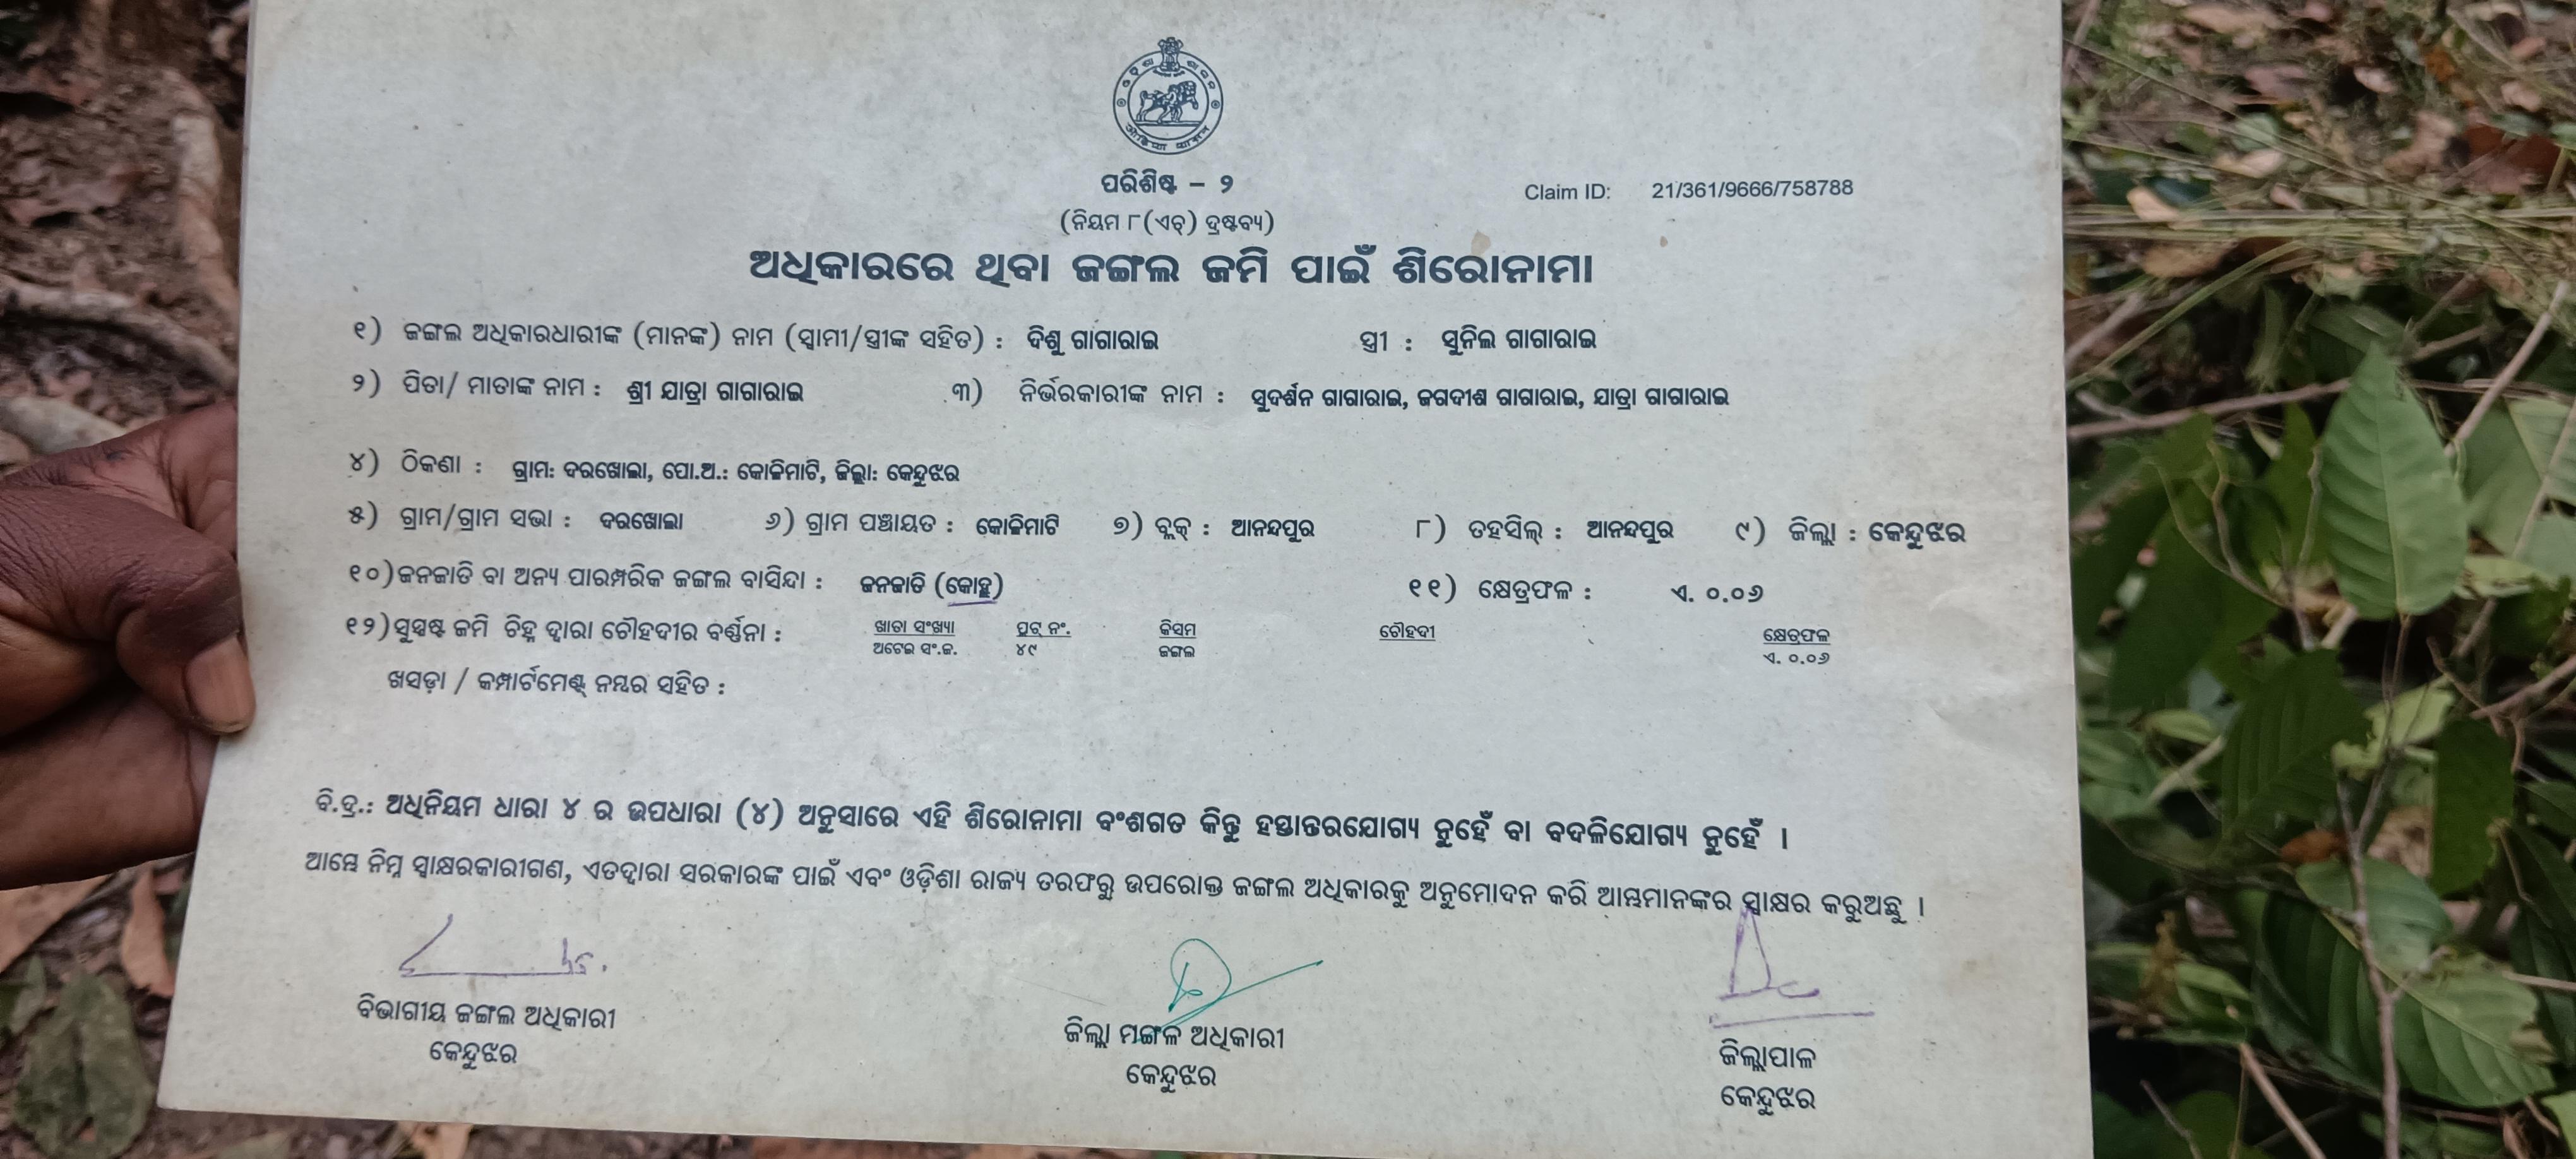 ପରିଶିଷ୍ଟ – ୨
Claim ID: 21/361/9666/758788
(ନିୟମ ୮(ଏଚ୍) ଦ୍ରଷ୍ଟବ୍ୟ)
ଅଧିକାରରେ ଥିବା ଜଙ୍ଗଲ ଜମି ପାଇଁ ଶିରୋନାମା
୧) ଜଙ୍ଗଲ ଅଧିକାରଧାରୀଙ୍କ (ମାନଙ୍କ) ନାମ (ସ୍ୱାମୀ/ସ୍ତ୍ରୀଙ୍କ ସହିତ) : ଦିଶୁ ଗାଗାରାଇ ସ୍ତ୍ରୀ : ସୁନିଲ ଗାଗାରାଇ
୨) ପିତା/ ମାତାଙ୍କ ନାମ : ଶ୍ରୀ ଯାତ୍ରା ଗାଗାରାଇ ୩) ନିର୍ଭରକାରୀଙ୍କ ନାମ : ସୁଦର୍ଶନ ଗାଗାରାଇ, ଜଗଦୀଶ ଗାଗାରାଇ, ଯାତ୍ରା ଗାଗାରାଇ
୪) ଠିକଣା : ଗ୍ରାମ: ଦରଖୋଲା, ପୋ.ଅ.: କୋଳିମାଟି, ଜିଲ୍ଲା: କେନ୍ଦୁଝର
୫) ଗ୍ରାମ/ଗ୍ରାମ ସଭା : ଦରଖୋଲା ୬) ଗ୍ରାମ ପଞ୍ଚାୟତ : କୋଳିମାଟି ୭) ବ୍ଲକ୍ : ଆନନ୍ଦପୁର ୮) ତହସିଲ୍ : ଆନନ୍ଦପୁର ୯) ଜିଲ୍ଲା : କେନ୍ଦୁଝର
୧୦) ଜନଜାତି ବା ଅନ୍ୟ ପାରମ୍ପରିକ ଜଙ୍ଗଲ ବାସିନ୍ଦା : ଜନଜାତି (କୋହ୍ଲ) ୧୧) କ୍ଷେତ୍ରଫଳ : ଏ. ୦.୦୬
୧୨) ସୁସ୍ପଷ୍ଟ ଜମି ଚିହ୍ନ ଦ୍ୱାରା ଚୌହଦୀର ବର୍ଣ୍ଣନା : ଖାତା ସଂଖ୍ୟା ପ୍ଲଟ୍ ନଂ. କିସମ ଚୌହଦୀ କ୍ଷେତ୍ରଫଳ
ଅଟେଇ ସଂ.ଜ. ୪୯ ଜଙ୍ଗଲ ଏ. ୦.୦୬
ଖସଡ଼ା / କମ୍ପାର୍ଟମେଣ୍ଟ୍ ନମ୍ବର ସହିତ :
ବି.ଦ୍ର.: ଅଧିନିୟମ ଧାରା ୪ ର ଉପଧାରା (୪) ଅନୁସାରେ ଏହି ଶିରୋନାମା ବଂଶଗତ କିନ୍ତୁ ହସ୍ତାନ୍ତରଯୋଗ୍ୟ ନୁହେଁ ବା ବଦଳିଯୋଗ୍ୟ ନୁହେଁ ।
ଆମ୍ଭେ ନିମ୍ନ ସ୍ୱାକ୍ଷରକାରୀଗଣ, ଏତଦ୍ୱାରା ସରକାରଙ୍କ ପାଇଁ ଏବଂ ଓଡ଼ିଶା ରାଜ୍ୟ ତରଫରୁ ଉପରୋକ୍ତ ଜଙ୍ଗଲ ଅଧିକାରକୁ ଅନୁମୋଦନ କରି ଆମ୍ଭମାନଙ୍କର ସ୍ୱାକ୍ଷର କରୁଅଛୁ ।
ବିଭାଗୀୟ ଜଙ୍ଗଲ ଅଧିକାରୀ
କେନ୍ଦୁଝର
ଜିଲ୍ଲା ମଙ୍ଗଳ ଅଧିକାରୀ
କେନ୍ଦୁଝର
ଜିଲ୍ଲାପାଳ
କେନ୍ଦୁଝର